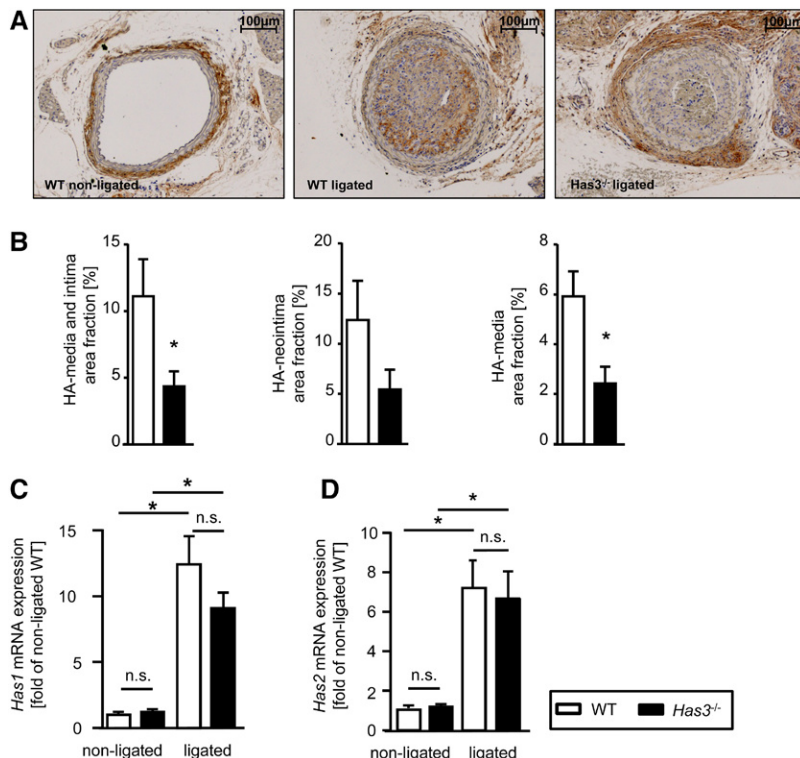 A
100μm
100μm
100μm
WT non-ligated
WT ligated
Has3-/- ligated
B
HA-media and intima
area fraction [%]
15
10
5
0
*
HA-neointima
area fraction [%]
20
15
10
5
0
HA-media
area fraction [%]
8
6
4
2
0
*
C
Has1 mRNA expression
[fold of non-ligated WT]
15
10
5
0
n.s.
*
*
n.s.
non-ligated
ligated
D
Has2 mRNA expression
[fold of non-ligated WT]
10
8
6
4
2
0
n.s.
*
*
n.s.
non-ligated
ligated
WT
Has3-/-